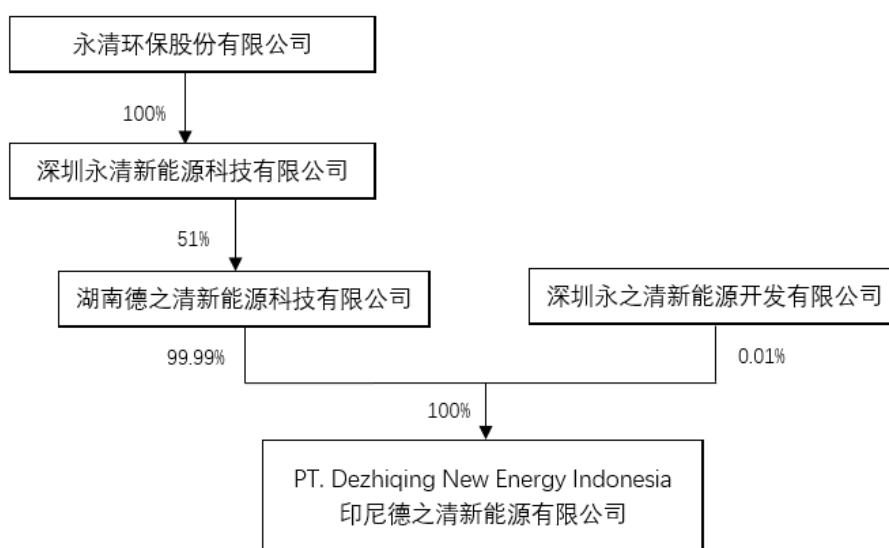 永清环保股份有限公司
100%
深圳永清新能源科技有限公司
51%
湖南德之清新能源科技有限公司
深圳永之清新能源开发有限公司
99.99%
0.01%
100%
PT. Dezhiqing New Energy Indonesia
印尼德之清新能源有限公司